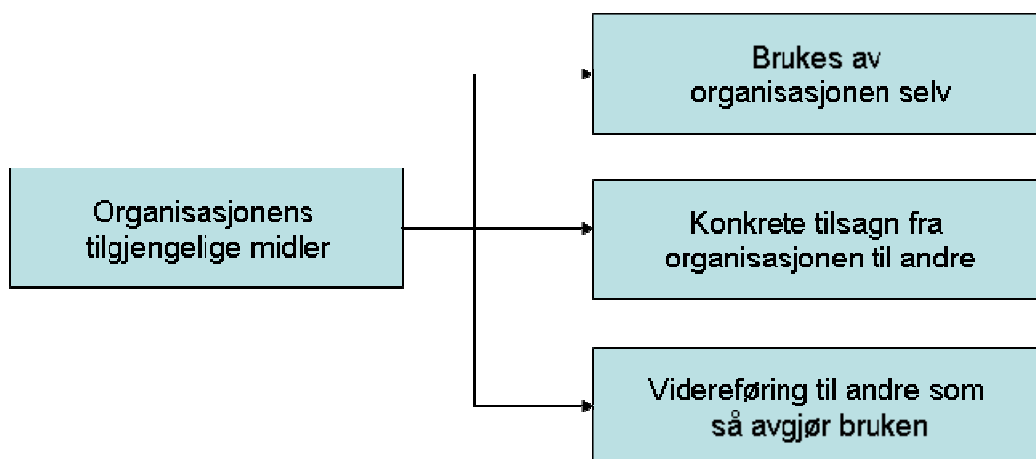 Brukes av
organisasjonen selv
Organisasjonens
tilgjengelige midler
Konkrete tilsagn fra
organisasjonen til andre
Videreføring til andre som
så avgjør bruken